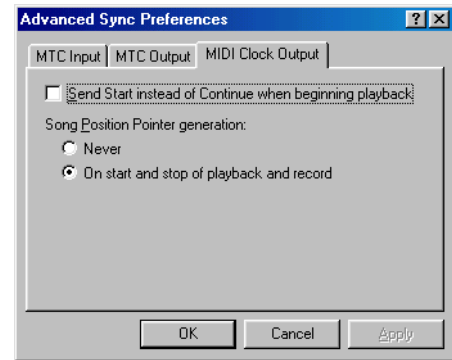 Advanced Sync Preferences
MTC Input MTC Output MIDI Clock Output
Send Start instead of Continue when beginning playback
Song Position Pointer generation:
Never
On start and stop of playback and record
OK Cancel Apply